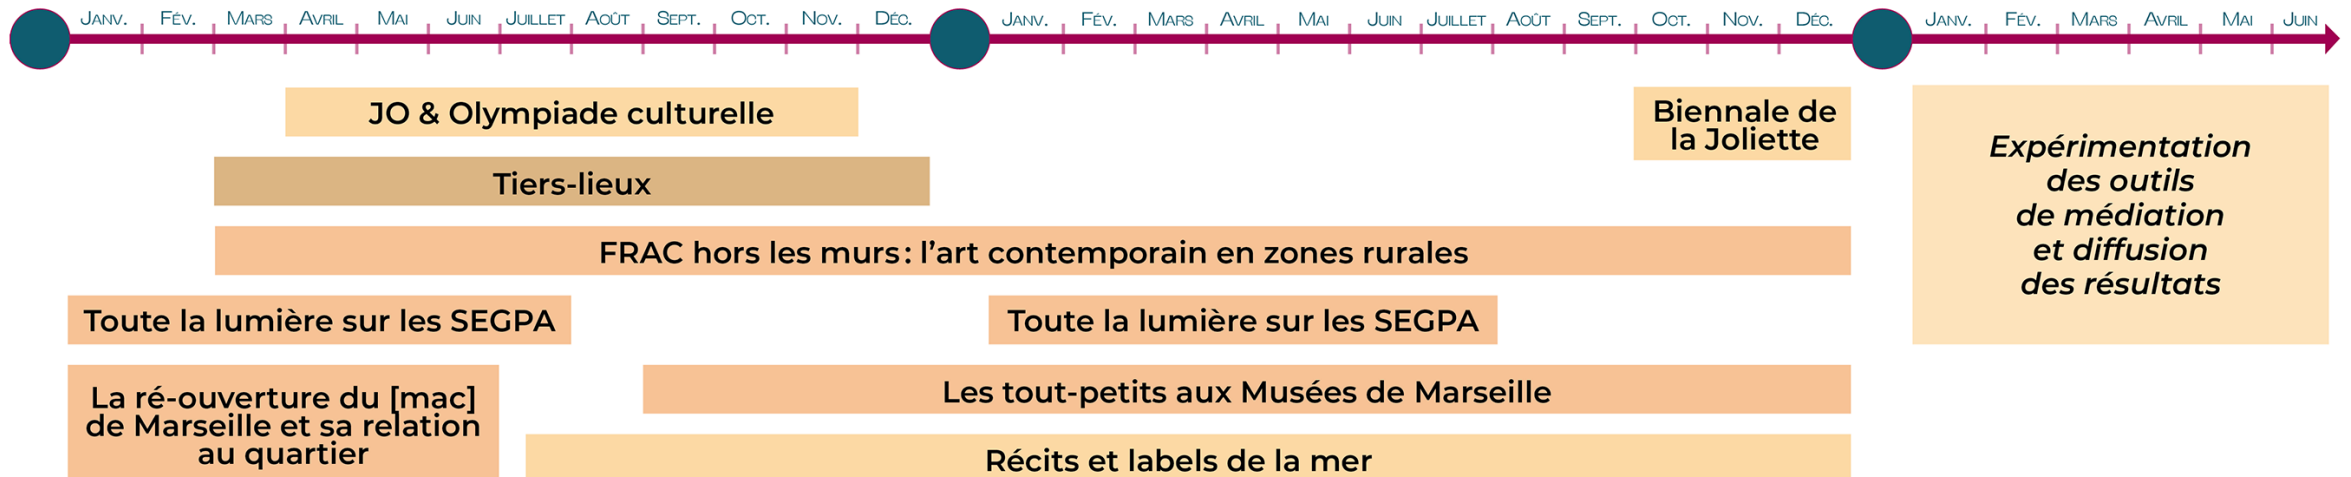 Janv. Fév. Mars Avril Mai Juin Juillet Août Sept. Oct. Nov. Déc. Janv. Fév. Mars Avril Mai Juin Juillet Août Sept. Oct. Nov. Déc. Janv. Fév. Mars Avril Mai Juin
JO & Olympiade culturelle
Biennale de
la Joliette
Expérimentation
des outils
de médiation
et diffusion
des résultats
Tiers-lieux
FRAC hors les murs : l’art contemporain en zones rurales
Toute la lumière sur les SEGPA
Toute la lumière sur les SEGPA
La ré-ouverture du [mac]
de Marseille et sa relation
au quartier
Les tout-petits aux Musées de Marseille
Récits et labels de la mer